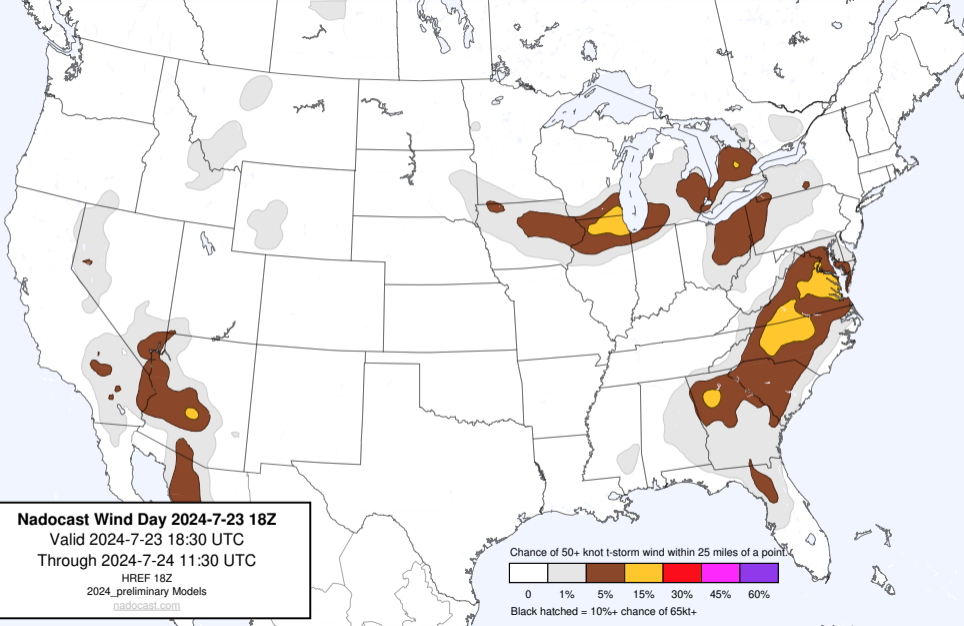 Nadocast Wind Day 2024-7-23 18Z
Valid 2024-7-23 18:30 UTC
Through 2024-7-24 11:30 UTC
HREF 18Z
2024_preliminary Models
nadocast.com
Chance of 50+ knot t-storm wind within 25 miles of a point.
0 1% 5% 15% 30% 45% 60%
Black hatched = 10%+ chance of 65kt+